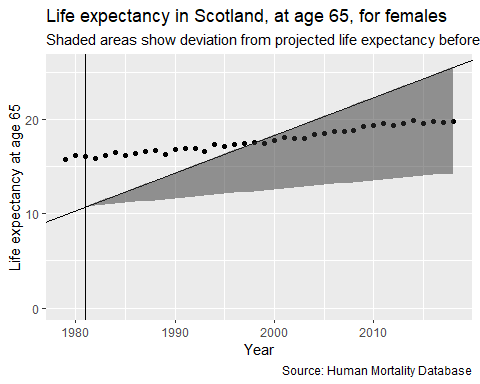 Life expectancy in Scotland, at age 65, for females
Shaded areas show deviation from projected life expectancy before
Life expectancy at age 65
20
10
0
1980
1990
2000
2010
Year
Source: Human Mortality Database